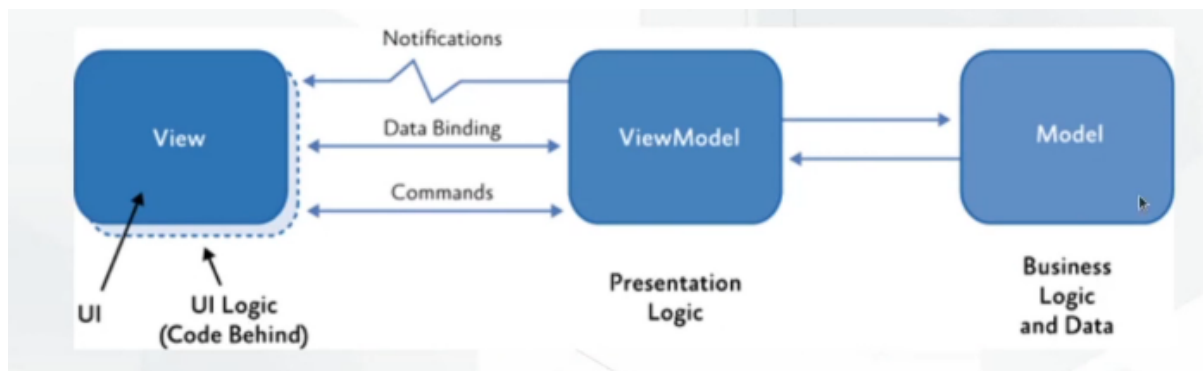 Notifications
View
Data Binding
ViewModel
Model
Commands
UI
UI Logic
(Code Behind)
Presentation
Logic
Business
Logic
and Data